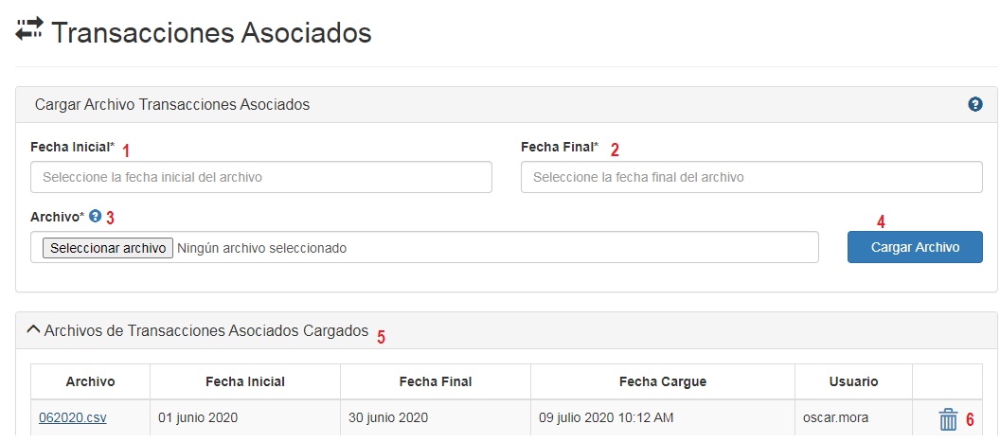 Transacciones Asociados
Cargar Archivo Transacciones Asociados ?
Fecha Inicial* 1 Fecha Final* 2
Seleccione la fecha inicial del archivo Seleccione la fecha final del archivo
Archivo* ? 3 4
Seleccionar archivo Ningún archivo seleccionado Cargar Archivo
Archivos de Transacciones Asociados Cargados 5
Archivo Fecha Inicial Fecha Final Fecha Cargue Usuario
062020.csv 01 junio 2020 30 junio 2020 09 julio 2020 10:12 AM oscar.mora 6